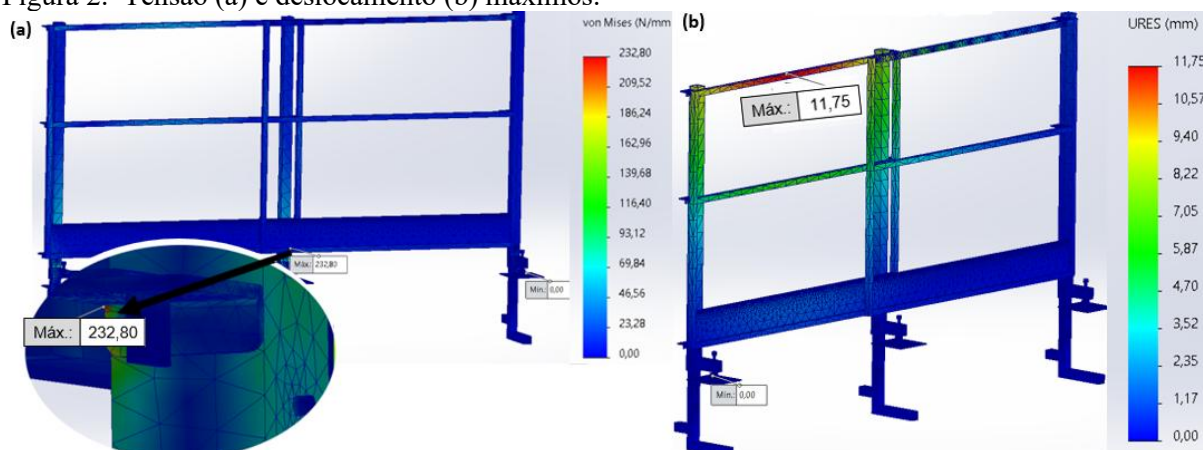 Figura 2. Tensão (a) e deslocamento (b) máximos.
(a)
von Mises (N/mm
232,80
209,52
186,24
162,96
139,68
116,40
93,12
69,84
46,56
23,28
0,00
Máx.: 232,80
Mín.: 0,00
Máx.: 232,80
(b)
URES (mm)
11,75
10,57
9,40
8,22
7,05
5,87
4,70
3,52
2,35
1,17
0,00
Máx.: 11,75
Mín.: 0,00